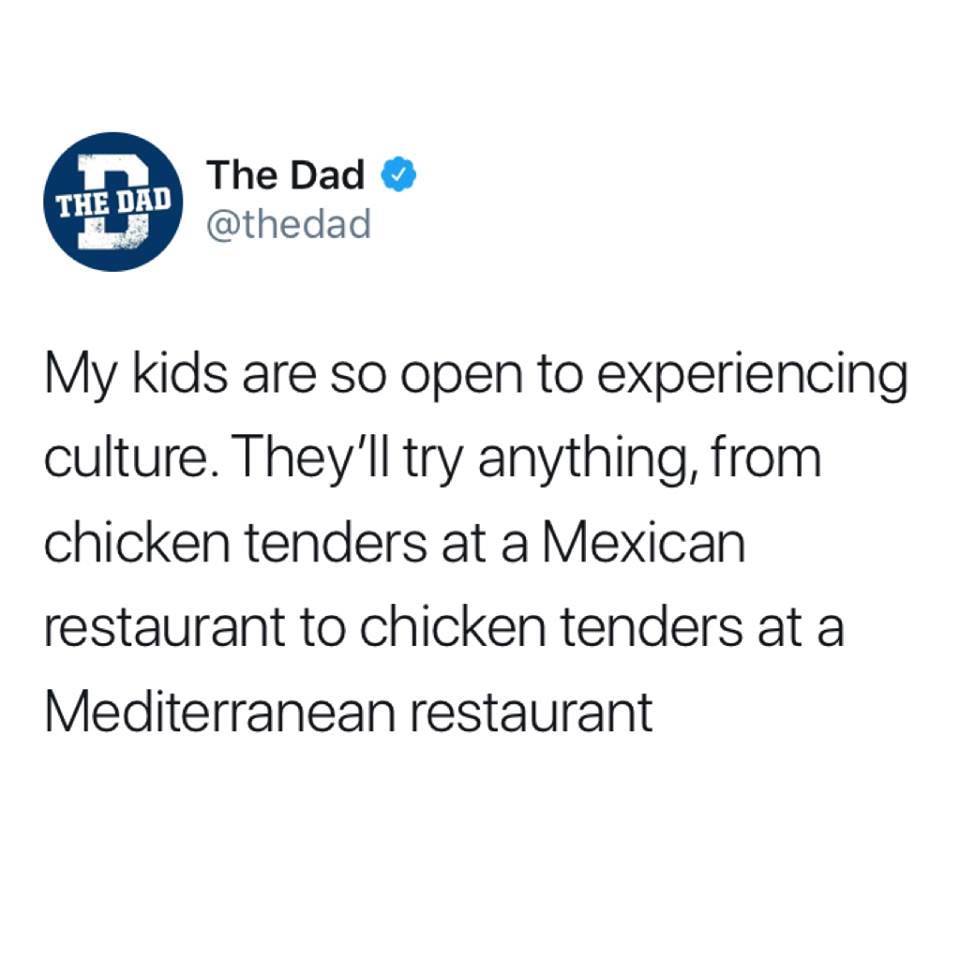 THE DAD
The Dad
@thedad
My kids are so open to experiencing
culture. They’ll try anything, from
chicken tenders at a Mexican
restaurant to chicken tenders at a
Mediterranean restaurant